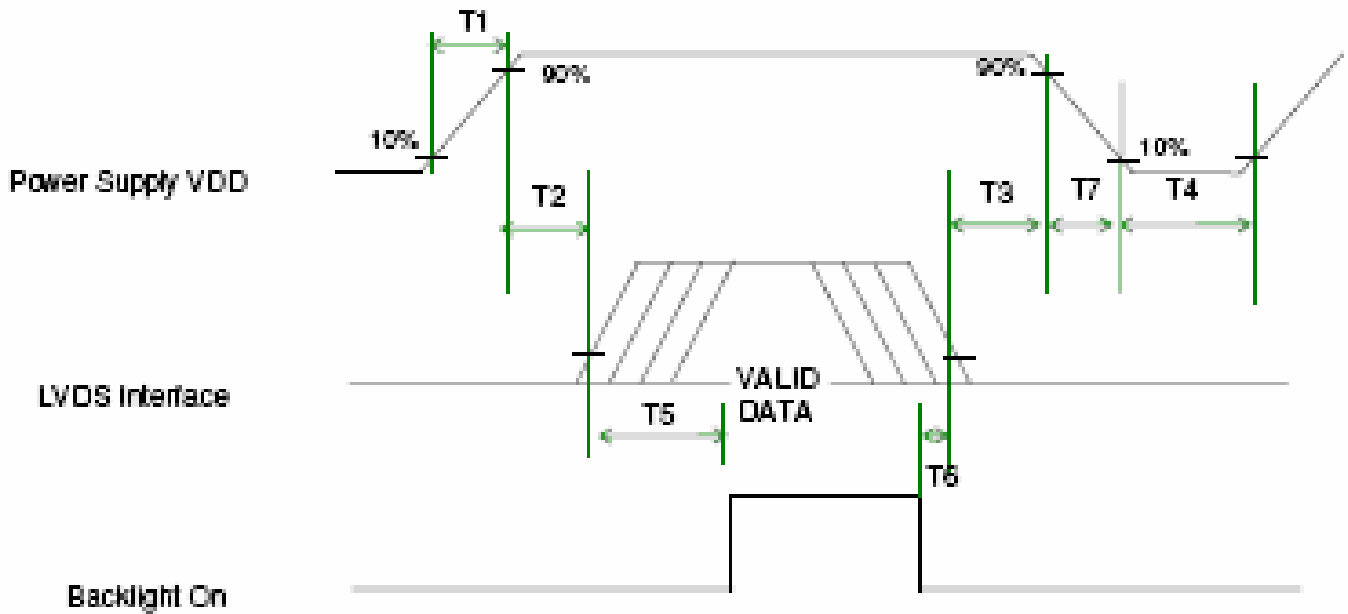 T1
90%
90%
10%
10%
Power Supply VDD
T2
T3
T7
T4
LVDS Interface
VALID
DATA
T5
T6
Backlight On